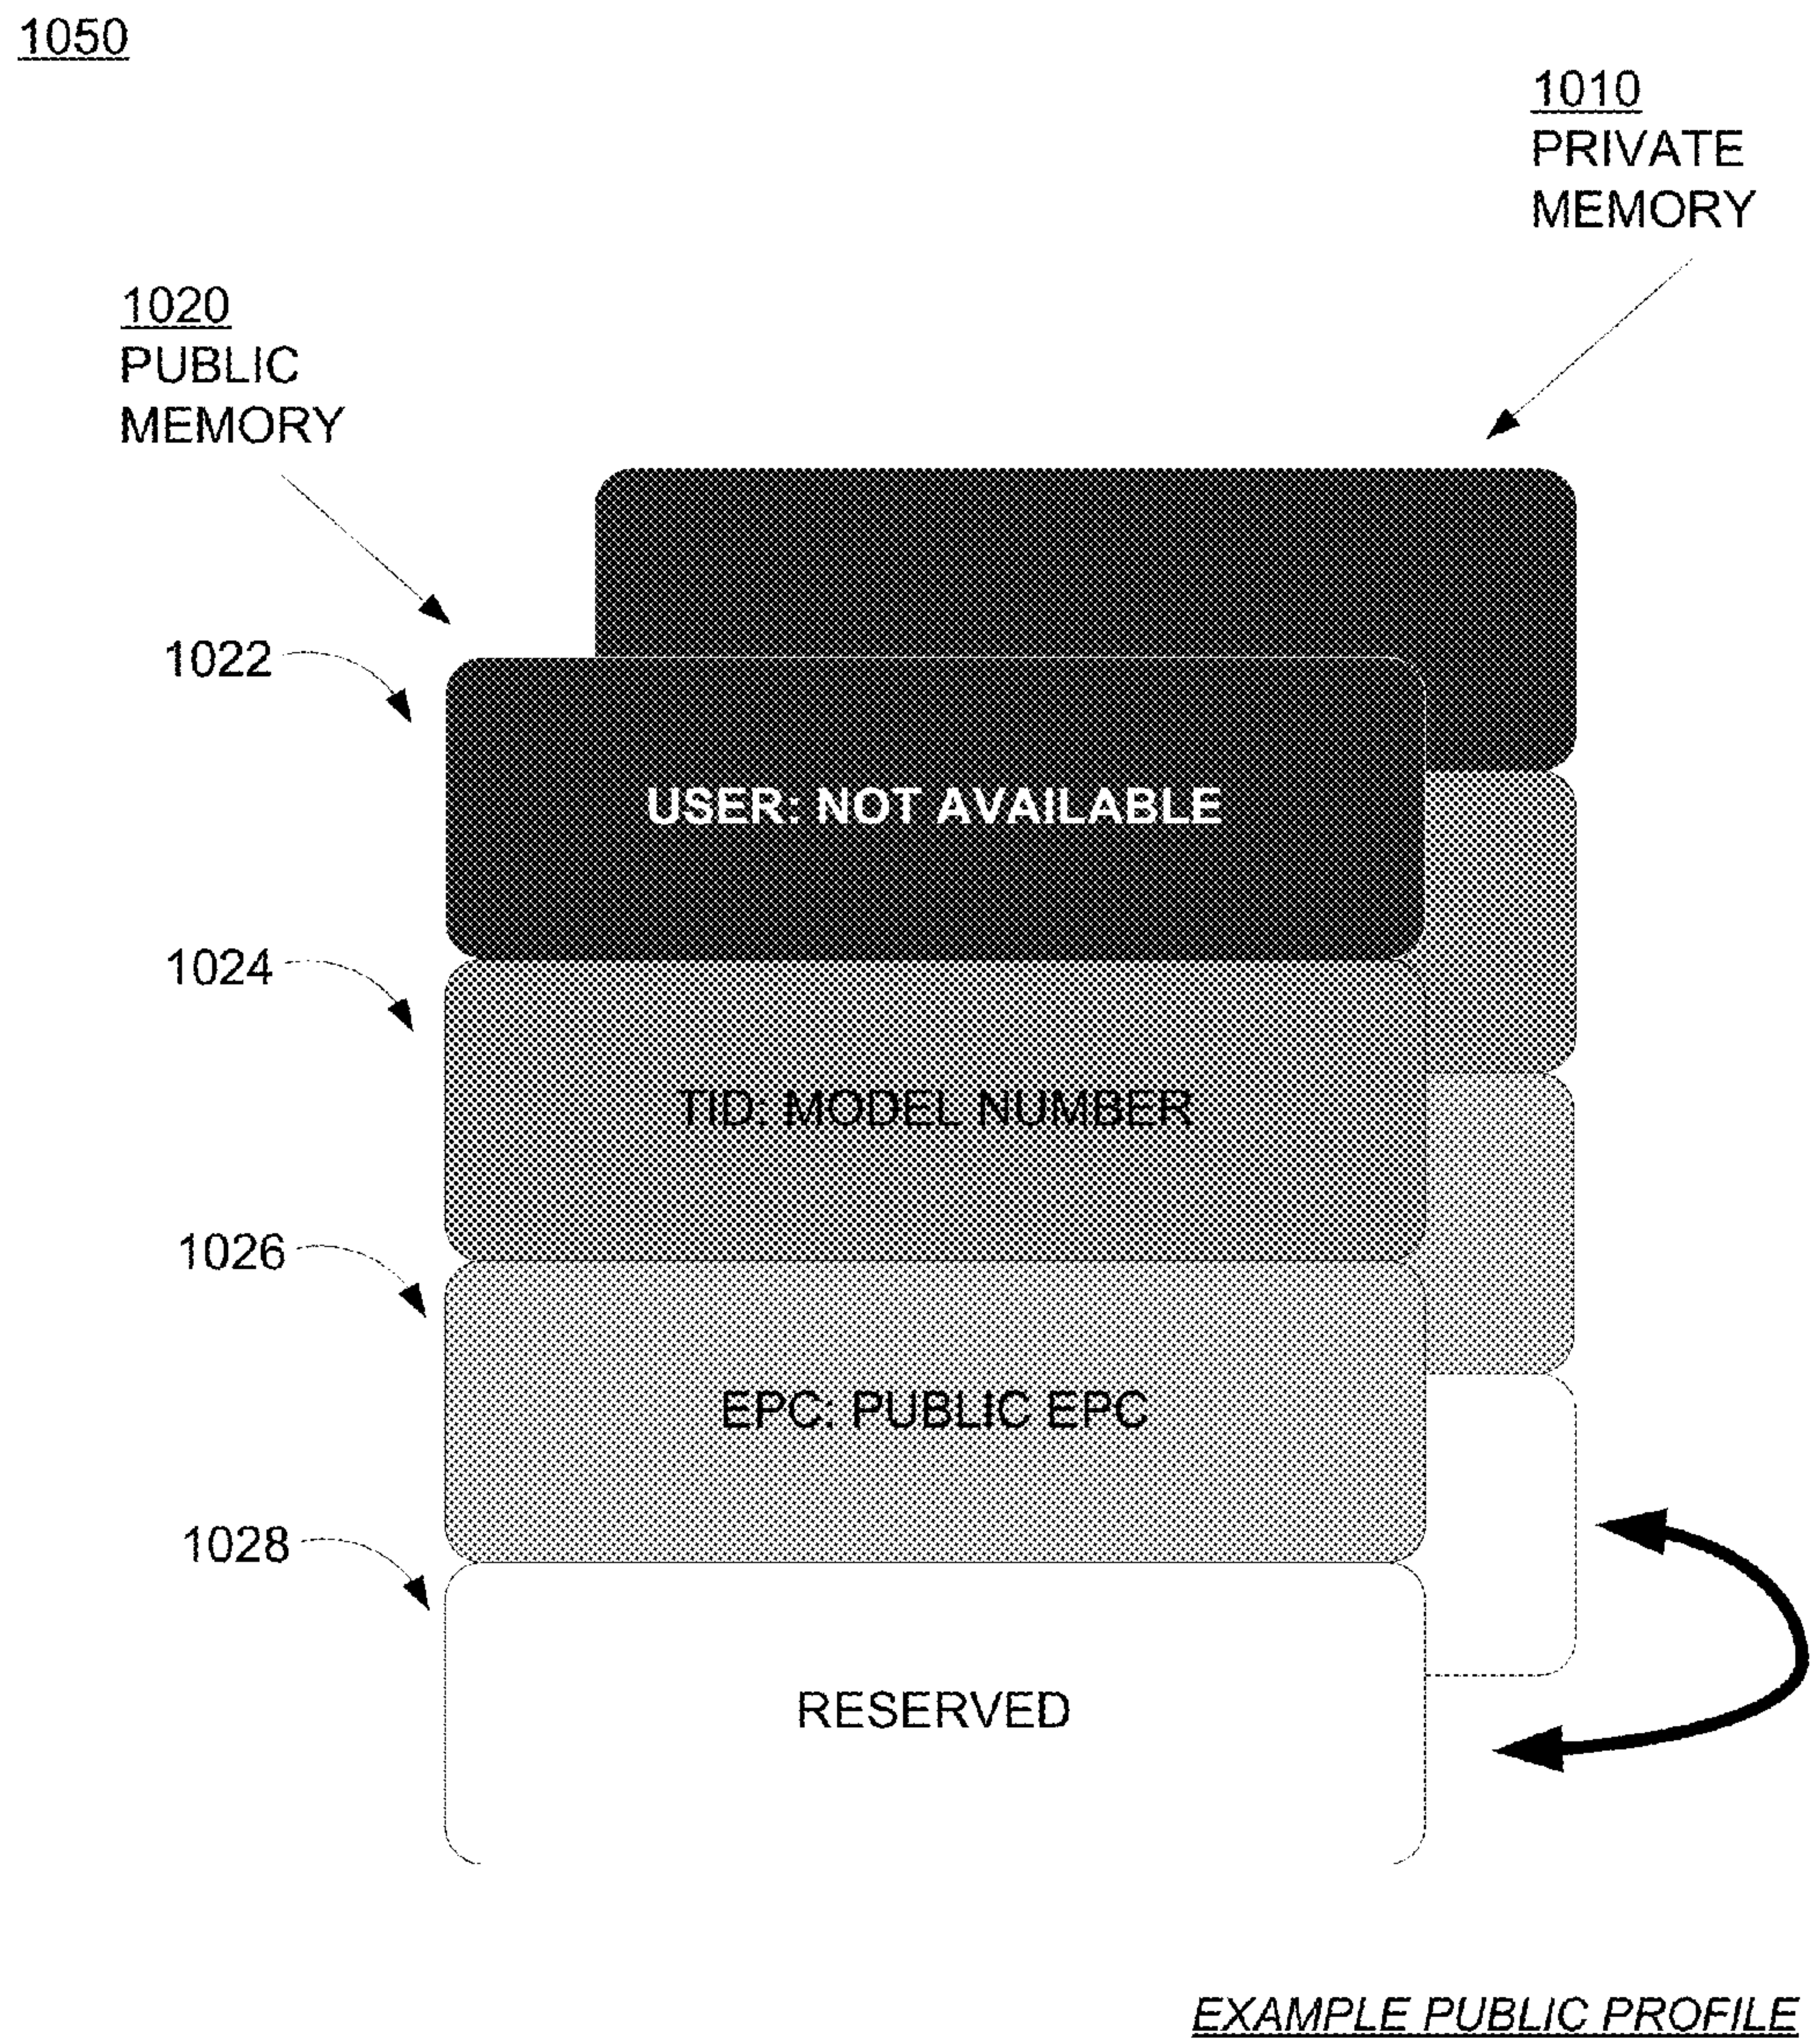 1050
1010
PRIVATE
MEMORY
1020
PUBLIC
MEMORY
1022
USER: NOT AVAILABLE
1024
TID: MODEL NUMBER
1026
EPC: PUBLIC EPC
1028
RESERVED
EXAMPLE PUBLIC PROFILE